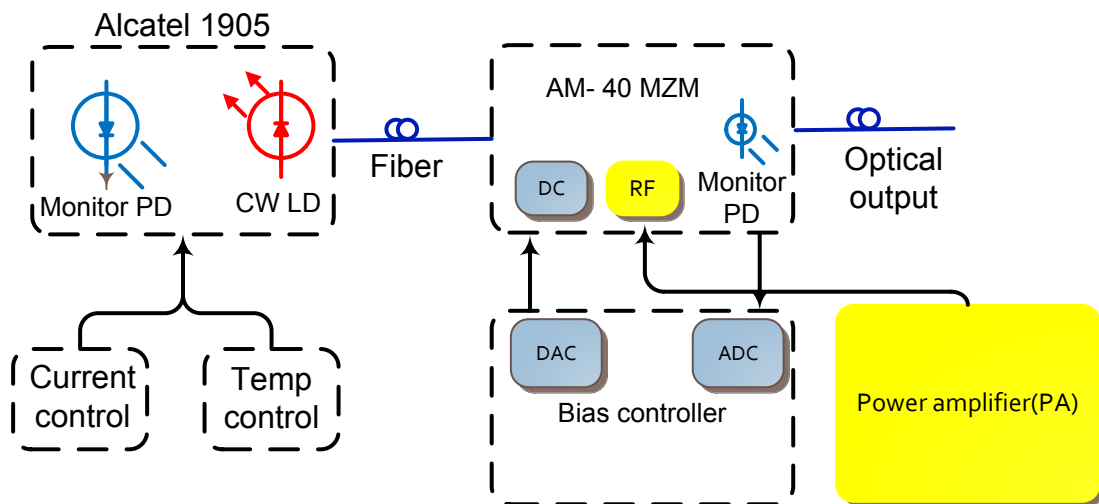 Alcatel 1905
Monitor PD
CW LD
Fiber
AM- 40 MZM
DC
RF
Monitor
PD
Optical
output
Current
control
Temp
control
DAC
ADC
Bias controller
Power amplifier(PA)